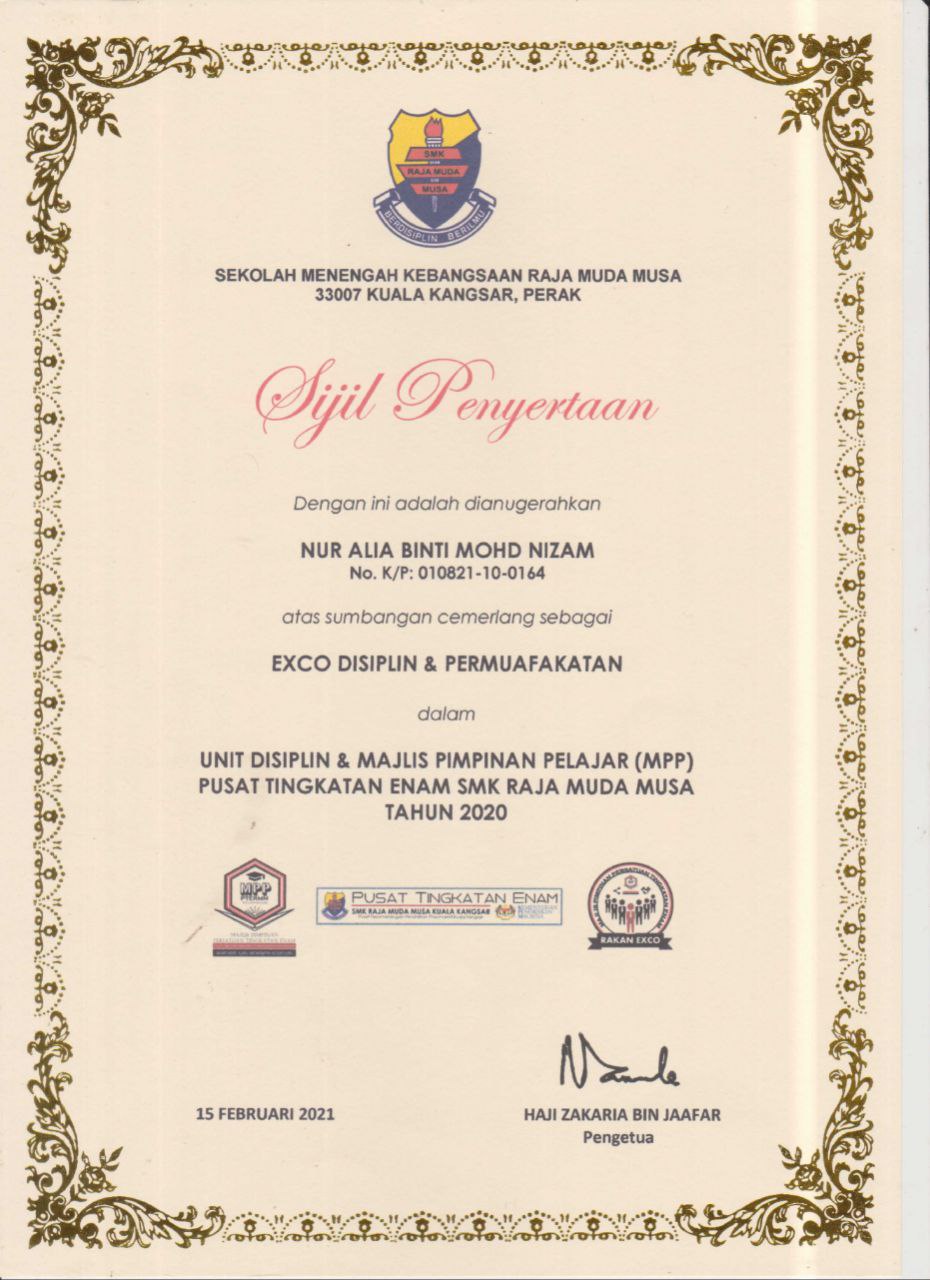 SMK
RAJA MUDA
MUSA
BERDISIPLIN BERILMU
SEKOLAH MENENGAH KEBANGSAAN RAJA MUDA MUSA
33007 KUALA KANGSAR, PERAK
Sijil Penyertaan
Dengan ini adalah dianugerahkan
NUR ALIA BINTI MOHD NIZAM
No. K/P: 010821-10-0164
atas sumbangan cemerlang sebagai
EXCO DISIPLIN & PERMUAFAKATAN
dalam
UNIT DISIPLIN & MAJLIS PIMPINAN PELAJAR (MPP)
PUSAT TINGKATAN ENAM SMK RAJA MUDA MUSA
TAHUN 2020
MPP
PUSAT TINGKATAN ENAM
SMK RAJA MUDA MUSA KUALA KANGSAR
RAKAN EXCO
15 FEBRUARI 2021
HAJI ZAKARIA BIN JAAFAR
Pengetua